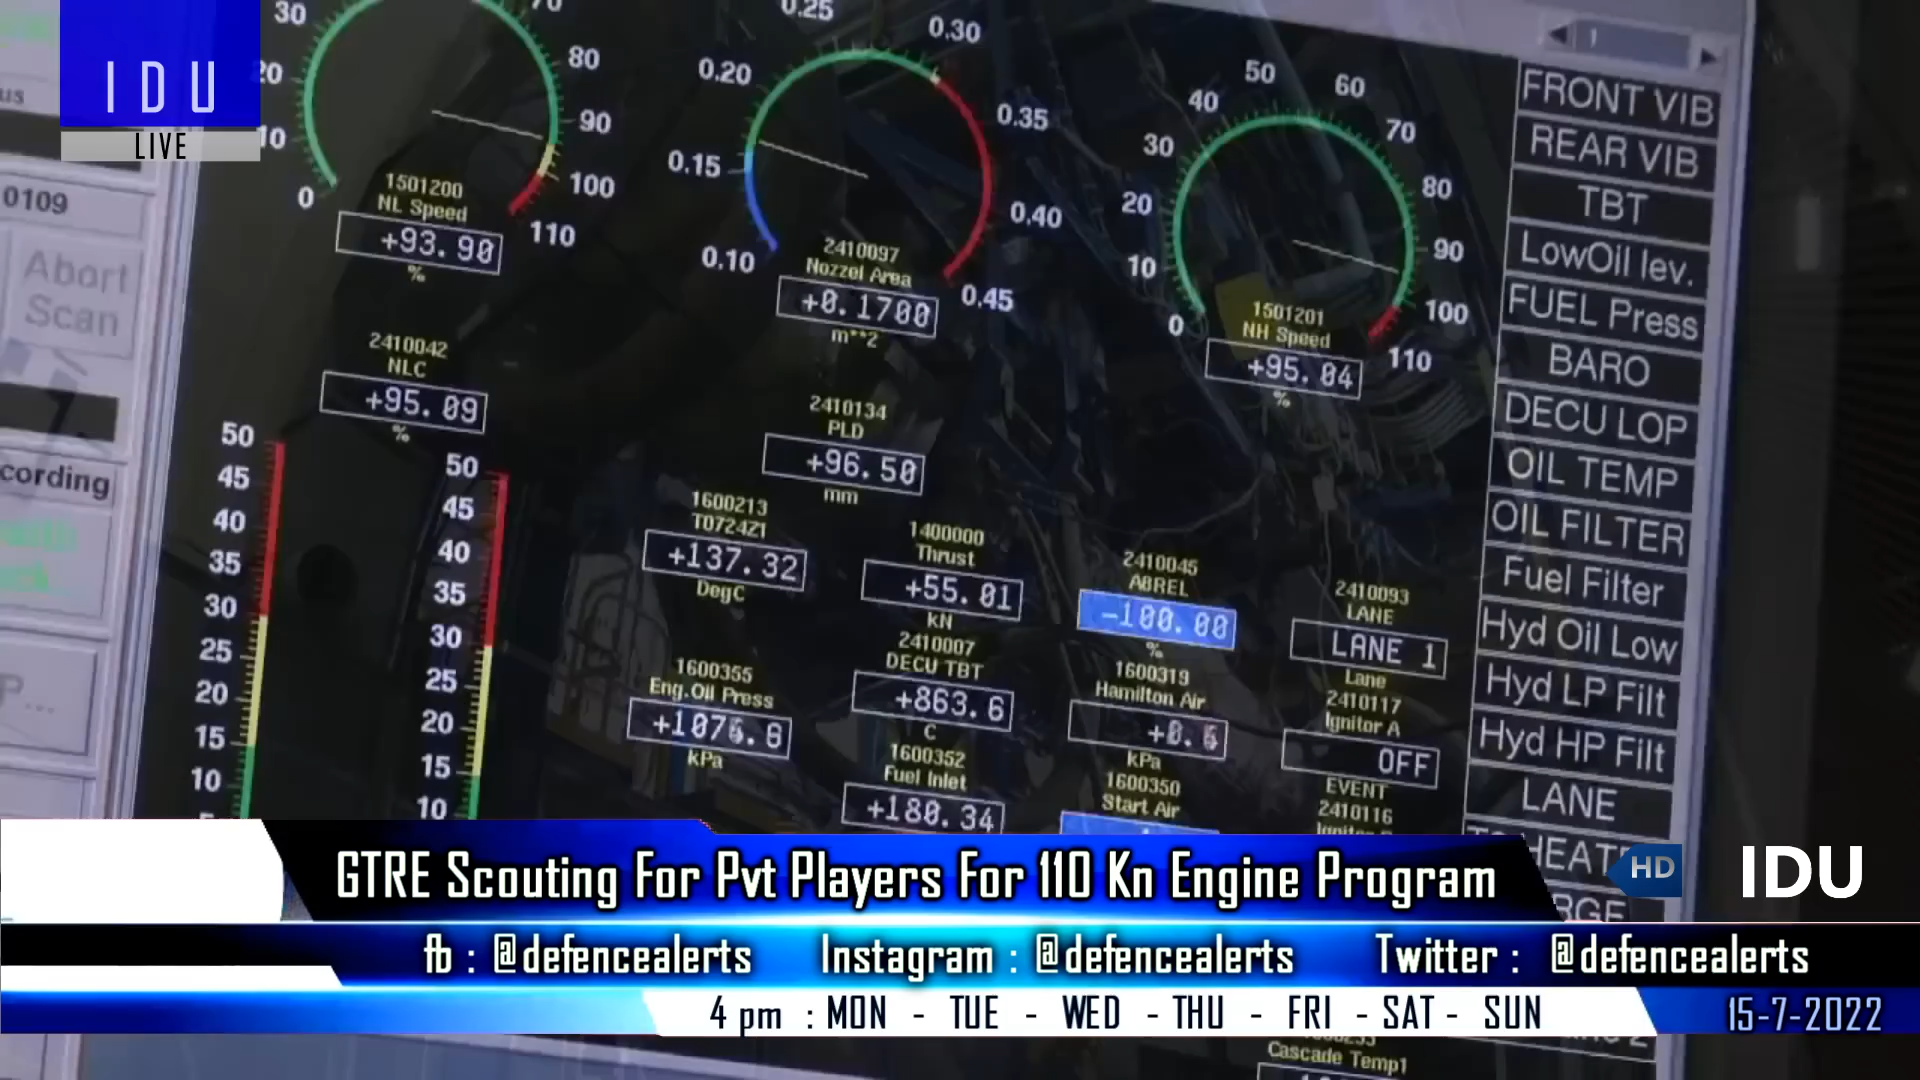 IDU
LIVE
us
0109
Abort
Scan
cording
P...
30
20
10
0
70
80
90
100
110
1501200
NL Speed
+93.90
%
2410042
NLC
+95.09
%
0.25
0.30
0.20
0.35
0.15
0.40
0.10
0.45
2410097
Nozzel Area
+0.1700
m**2
2410134
PLD
+96.50
mm
50
60
40
70
30
80
20
90
10
100
0
110
1501201
NH Speed
+95.04
%
50
45
40
35
30
25
20
15
10
50
45
40
35
30
25
20
15
10
1600213
T0724Z1
+137.32
DegC
1600355
Eng.Oil Press
kPa
1400000
Thrust
+55.01
kN
2410007
DECU TBT
+863.6
C
1600352
Fuel Inlet
+180.34
2410045
ABREL
-100.00
%
1600319
Hamilton Air
kPa
1600350
Start Air
2410093
LANE
LANE 1
Lane
2410117
Ignitor A
OFF
EVENT
2410116
1
FRONT VIB
REAR VIB
TBT
LowOil lev.
FUEL Press
BARO
DECU LOP
OIL TEMP
OIL FILTER
Fuel Filter
Hyd Oil Low
Hyd LP Filt
Hyd HP Filt
LANE
HEAT
RGE
Cascade Temp1
GTRE Scouting For Pvt Players For 110 Kn Engine Program
HD
IDU
fb : @defencealerts Instagram : @defencealerts Twitter : @defencealerts
4 pm : MON - TUE - WED - THU - FRI - SAT - SUN
15-7-2022